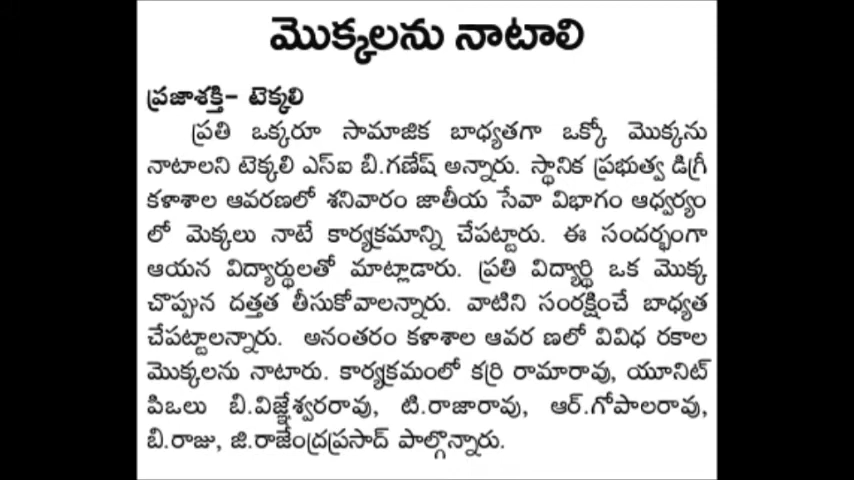 మొక్కలను నాటాలి
ప్రజాశక్తి- టెక్కలి
ప్రతి ఒక్కరూ సామాజిక బాధ్యతగా ఒక్కో మొక్కను
నాటాలని టెక్కలి ఎస్ఐ బి.గణేష్ అన్నారు. స్థానిక ప్రభుత్వ డిగ్రీ
కళాశాల ఆవరణలో శనివారం జాతీయ సేవా విభాగం ఆధ్వర్యం
లో మెక్కలు నాటే కార్యక్రమాన్ని చేపట్టారు. ఈ సందర్భంగా
ఆయన విద్యార్థులతో మాట్లాడారు. ప్రతి విద్యార్థి ఒక మొక్క
చొప్పున దత్తత తీసుకోవాలన్నారు. వాటిని సంరక్షించే బాధ్యత
చేపట్టాలన్నారు. అనంతరం కళాశాల ఆవర ణలో వివిధ రకాల
మొక్కలను నాటారు. కార్యక్రమంలో కర్రి రామారావు, యూనిట్
పిఒలు బి.విజ్ఞేశ్వరరావు, టి.రాజారావు, ఆర్.గోపాలరావు,
బి.రాజు, జి.రాజేంద్రప్రసాద్ పాల్గొన్నారు.